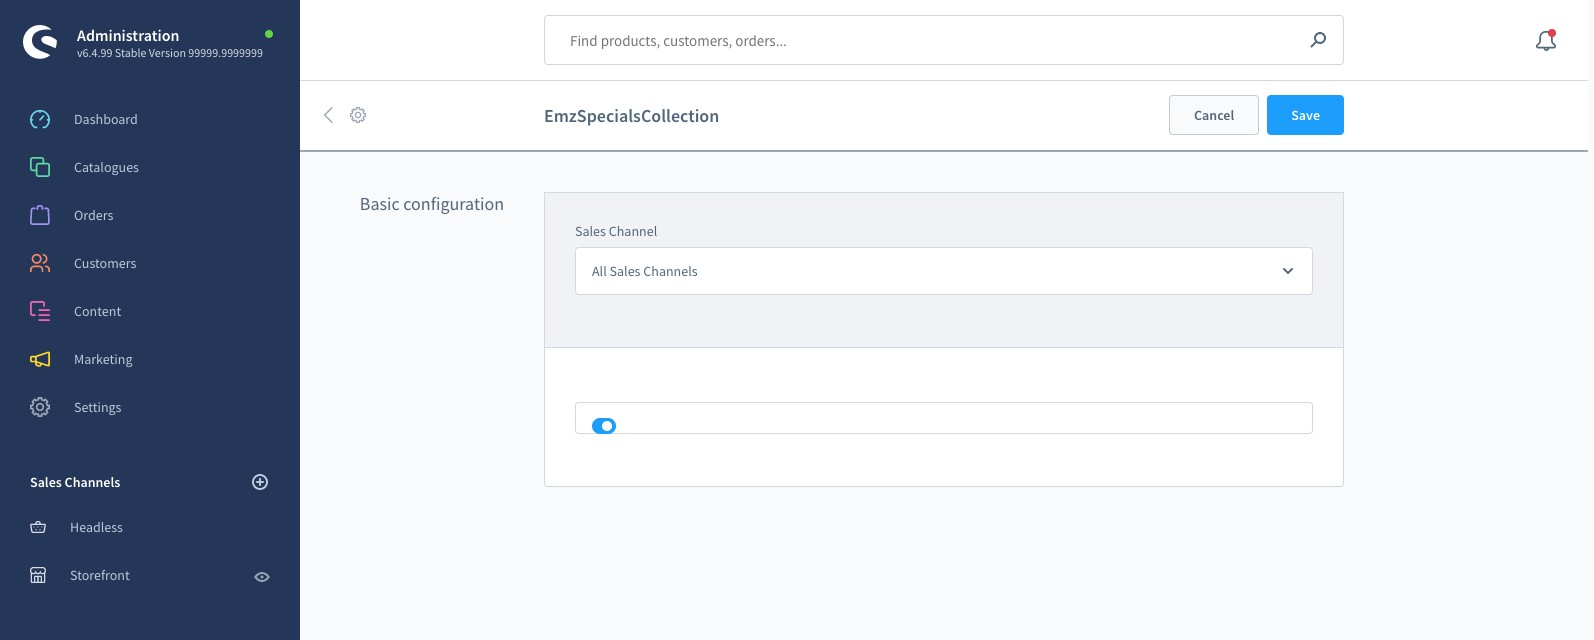 Administration
v6.4.99 Stable Version 99999.9999999
Find products, customers, orders...
EmzSpecialsCollection
Cancel
Save
Dashboard
Catalogues
Orders
Customers
Content
Marketing
Settings
Sales Channels
Headless
Storefront
Basic configuration
Sales Channel
All Sales Channels